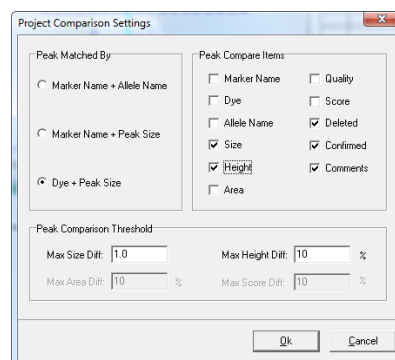 Project Comparison Settings
Peak Matched By
Marker Name + Allele Name
Marker Name + Peak Size
Dye + Peak Size
Peak Compare Items
Marker Name
Dye
Allele Name
Size
Height
Area
Quality
Score
Deleted
Confirmed
Comments
Peak Comparison Threshold
Max Size Diff: 1.0
Max Height Diff: 10 %
Max Area Diff: 10 %
Max Score Diff: 10 %
Ok
Cancel